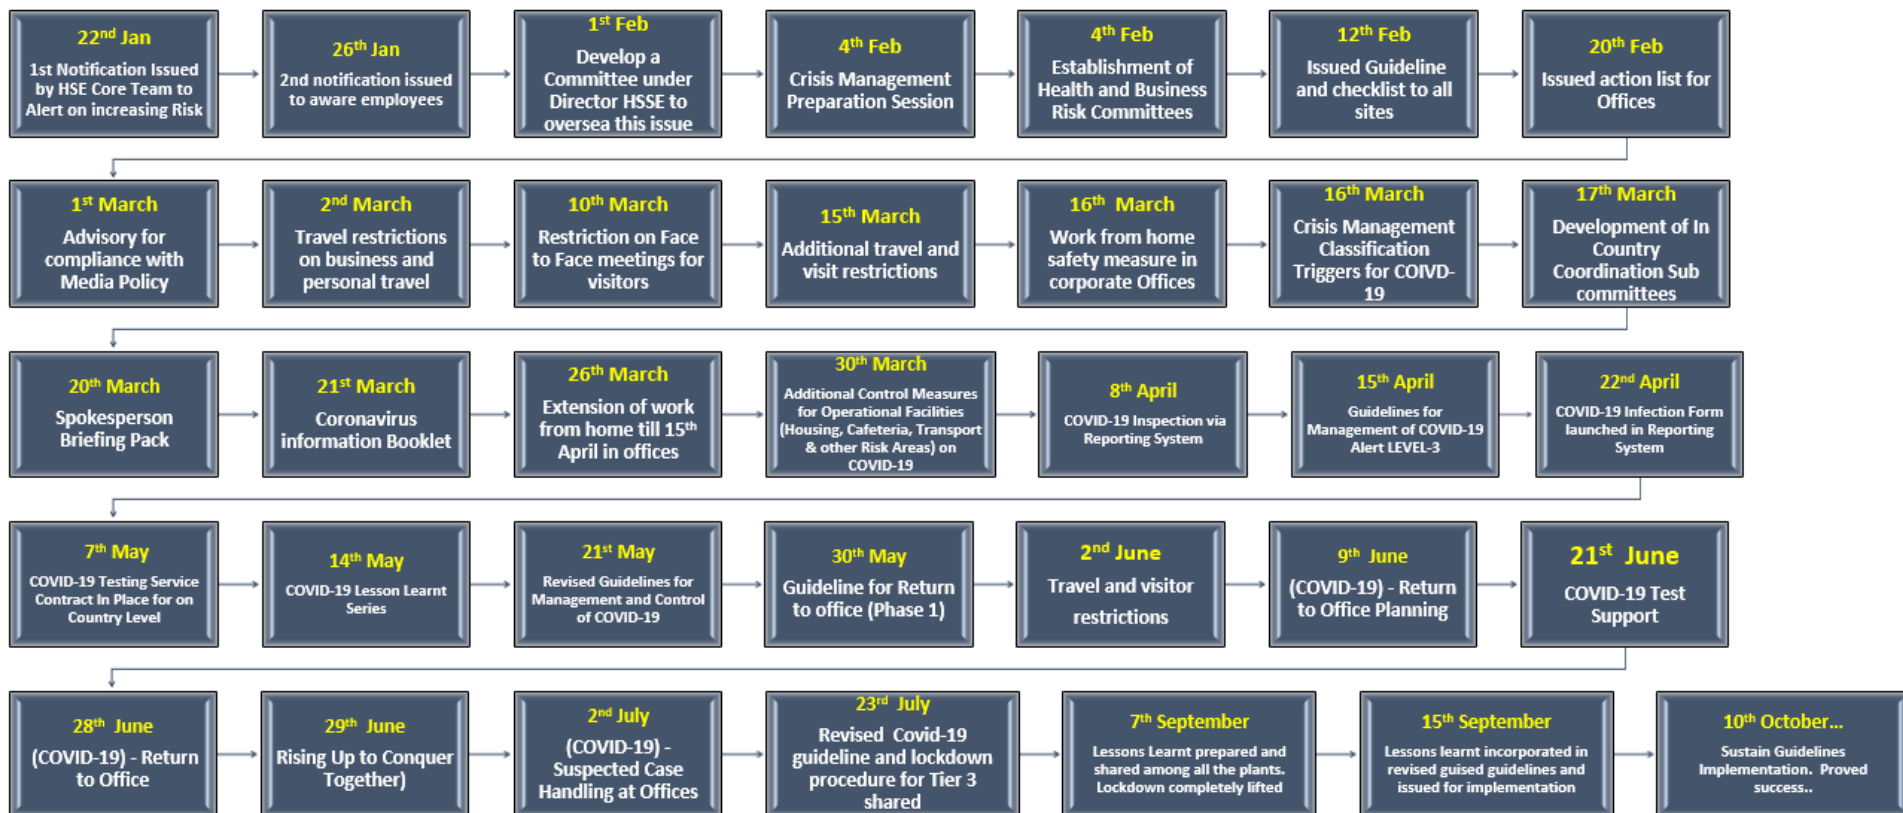 22nd Jan
1st Notification Issued
by HSE Core Team to
Alert on increasing Risk
26th Jan
2nd notification issued
to aware employees
1st Feb
Develop a
Committee under
Director HSSE to
oversea this issue
4th Feb
Crisis Management
Preparation Session
4th Feb
Establishment of
Health and Business
Risk Committees
12th Feb
Issued Guideline
and checklist to all
sites
20th Feb
Issued action list for
Offices
1st March
Advisory for
compliance with
Media Policy
2nd March
Travel restrictions
on business and
personal travel
10th March
Restriction on Face
to Face meetings for
visitors
15th March
Additional travel and
visit restrictions
16th March
Work from home
safety measure in
corporate Offices
16th March
Crisis Management
Classification
Triggers for COIVD-
19
17th March
Development of In
Country
Coordination Sub
committees
20th March
Spokesperson
Briefing Pack
21st March
Coronavirus
information Booklet
26th March
Extension of work
from home till 15th
April in offices
30th March
Additional Control Measures
for Operational Facilities
(Housing, Cafeteria, Transport
& other Risk Areas) on
COVID-19
8th April
COVID-19 Inspection via
Reporting System
15th April
Guidelines for
Management of COVID-19
Alert LEVEL-3
22nd April
COVID-19 Infection Form
launched in Reporting
System
7th May
COVID-19 Testing Service
Contract In Place for on
Country Level
14th May
COVID-19 Lesson Learnt
Series
21st May
Revised Guidelines for
Management and Control
of COVID-19
30th May
Guideline for Return
to office (Phase 1)
2nd June
Travel and visitor
restrictions
9th June
(COVID-19) - Return
to Office Planning
21st June
COVID-19 Test
Support
28th June
(COVID-19) - Return
to Office
29th June
Rising Up to Conquer
Together)
2nd July
(COVID-19) -
Suspected Case
Handling at Offices
23rd July
Revised Covid-19
guideline and lockdown
procedure for Tier 3
shared
7th September
Lessons Learnt prepared and
shared among all the plants.
Lockdown completely lifted
15th September
Lessons learnt incorporated in
revised guised guidelines and
issued for implementation
10th October...
Sustain Guidelines
Implementation. Proved
success..